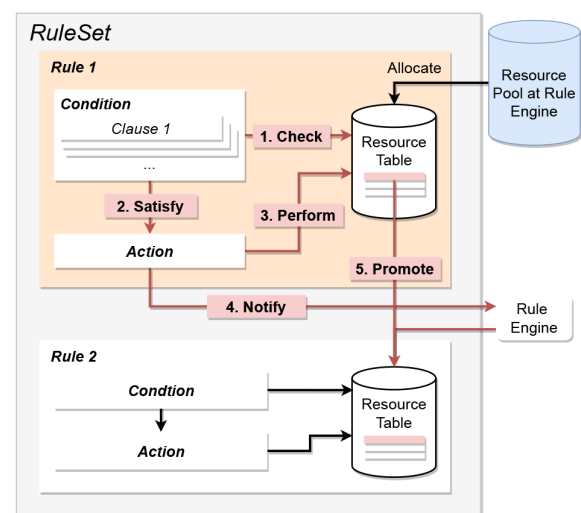 RuleSet
Rule 1
Allocate
Resource
Pool at Rule
Engine
Condition
Clause 1
...
1. Check
Resource
Table
2. Satisfy
3. Perform
Action
5. Promote
4. Notify
Rule
Engine
Rule 2
Condtion
Resource
Table
Action